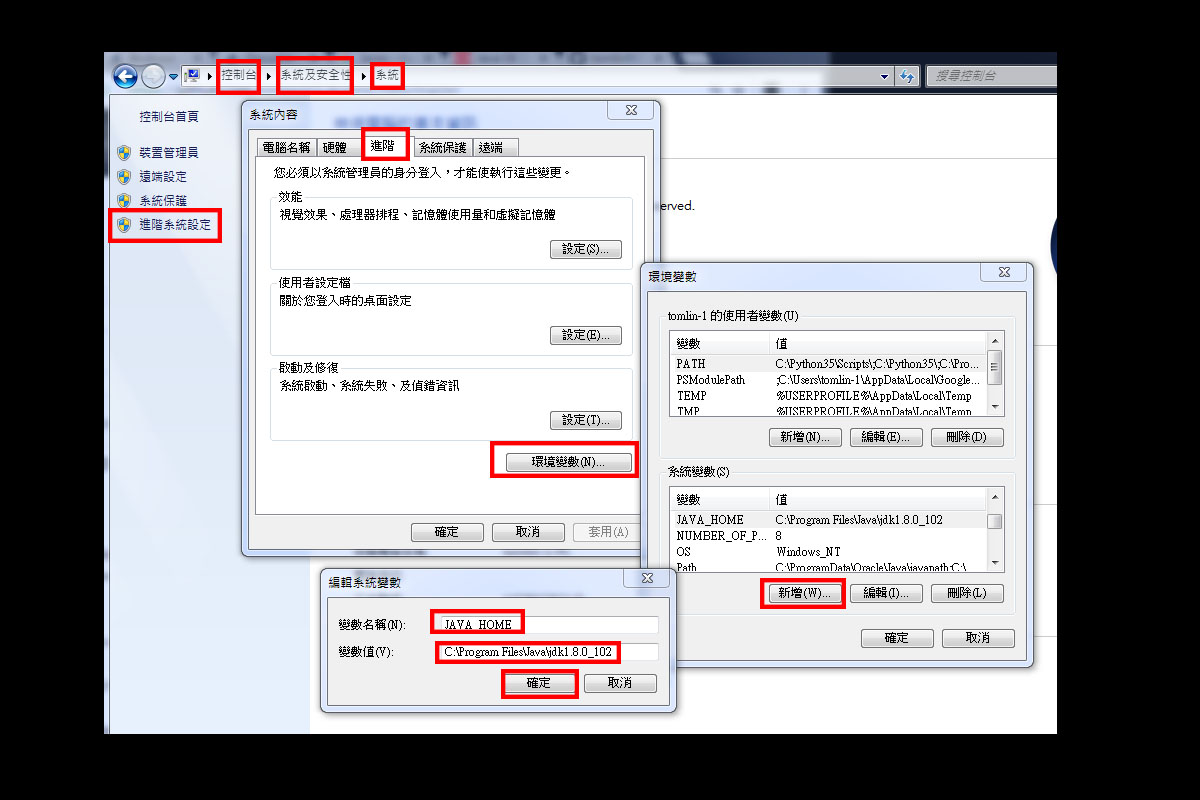 控制台 系統及安全性 系統
搜尋控制台
控制台首頁
裝置管理員
遠端設定
系統保護
進階系統設定
系統內容
電腦名稱 硬體 進階 系統保護 遠端
您必須以系統管理員的身分登入，才能使執行這些變更。
效能
視覺效果、處理器排程、記憶體使用量和虛擬記憶體
設定(S)...
使用者設定檔
關於您登入時的桌面設定
設定(E)...
啟動及修復
系統啟動、系統失敗、及偵錯資訊
設定(T)...
環境變數(N)...
確定 取消 套用(A)
erved.
環境變數
tomlin-1 的使用者變數(U)
變數 值
PATH C:\Python35\Scripts\;C:\Python35\;C:\Pro...
PSModulePath ;C:\Users\tomlin-1\AppData\Local\Google...
TEMP %USERPROFILE%\AppData\Local\Temp
TMP %USERPROFILE%\AppData\Local\Temp
新增(N)... 編輯(E)... 刪除(D)
系統變數(S)
變數 值
JAVA_HOME C:\Program Files\Java\jdk1.8.0_102
NUMBER_OF_P... 8
OS Windows_NT
Path C:\ProgramData\Oracle\Java\javapath;C:\
新增(W)... 編輯(I)... 刪除(L)
確定 取消
編輯系統變數
變數名稱(N): JAVA_HOME
變數值(V): C:\Program Files\Java\jdk1.8.0_102
確定 取消